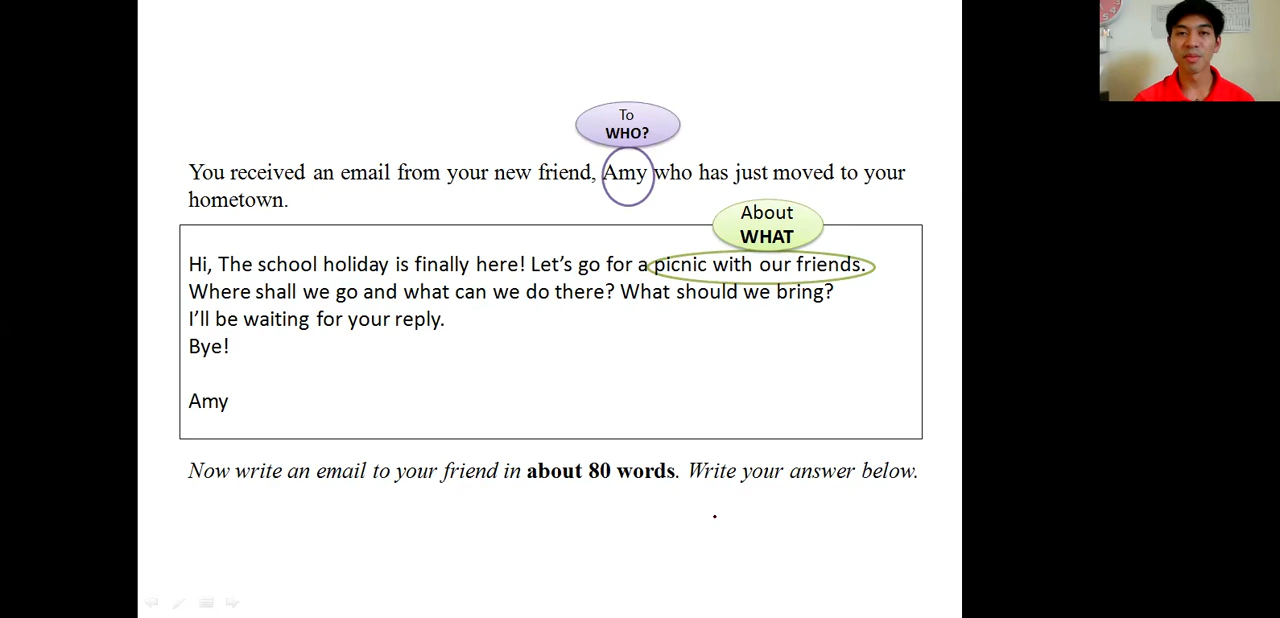 To
WHO?
You received an email from your new friend, Amy who has just moved to your
hometown.
About
WHAT
Hi, The school holiday is finally here! Let's go for a picnic with our friends.
Where shall we go and what can we do there? What should we bring?
I'll be waiting for your reply.
Bye!
Amy
Now write an email to your friend in about 80 words. Write your answer below.